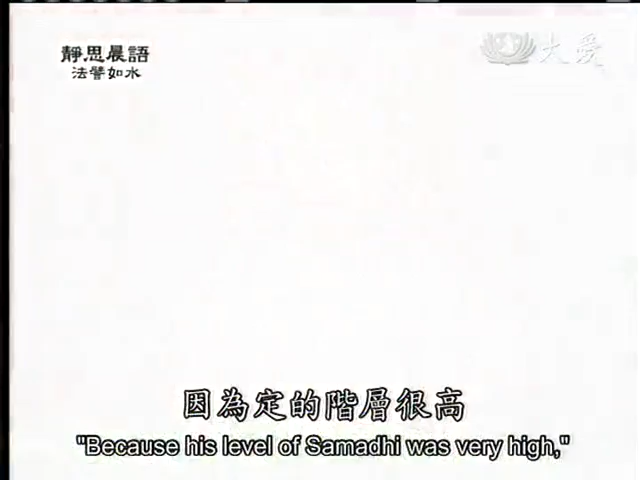 靜思晨語
法譬如水
大愛
因為定的階層很高
"Because his level of Samadhi was very high,"